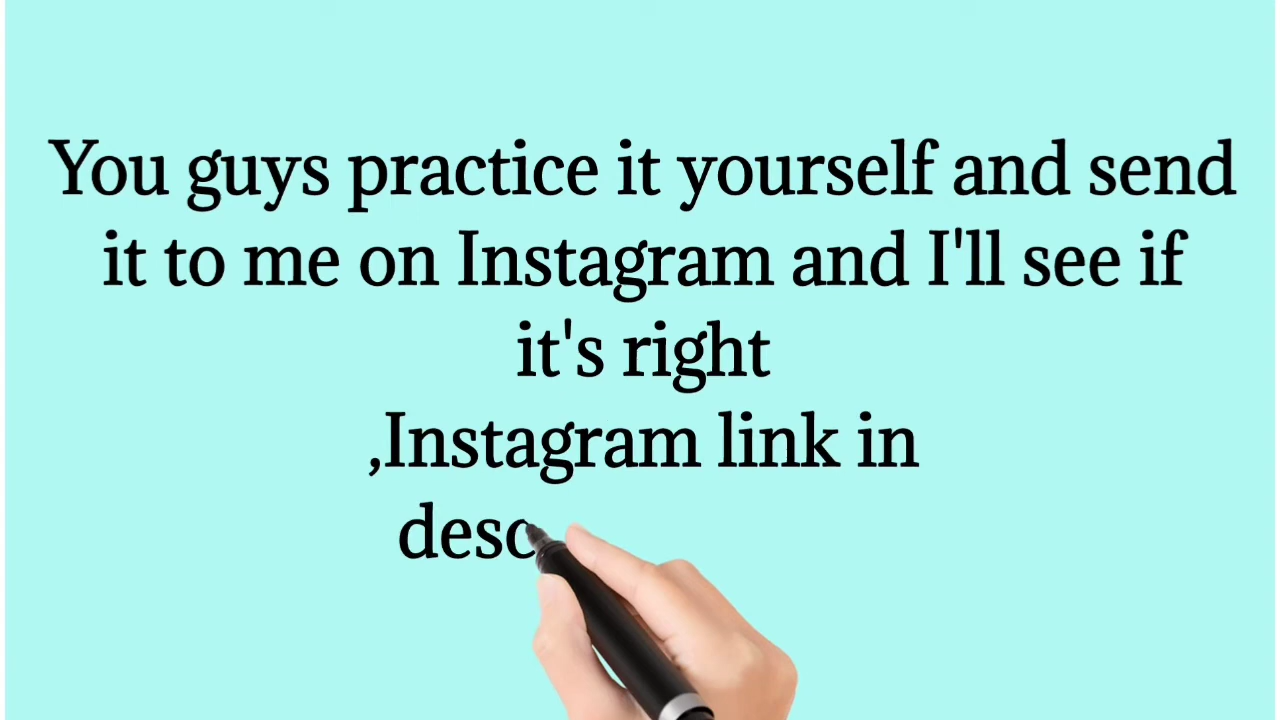 You guys practice it yourself and send
it to me on Instagram and I'll see if
it's right
,Instagram link in
desc